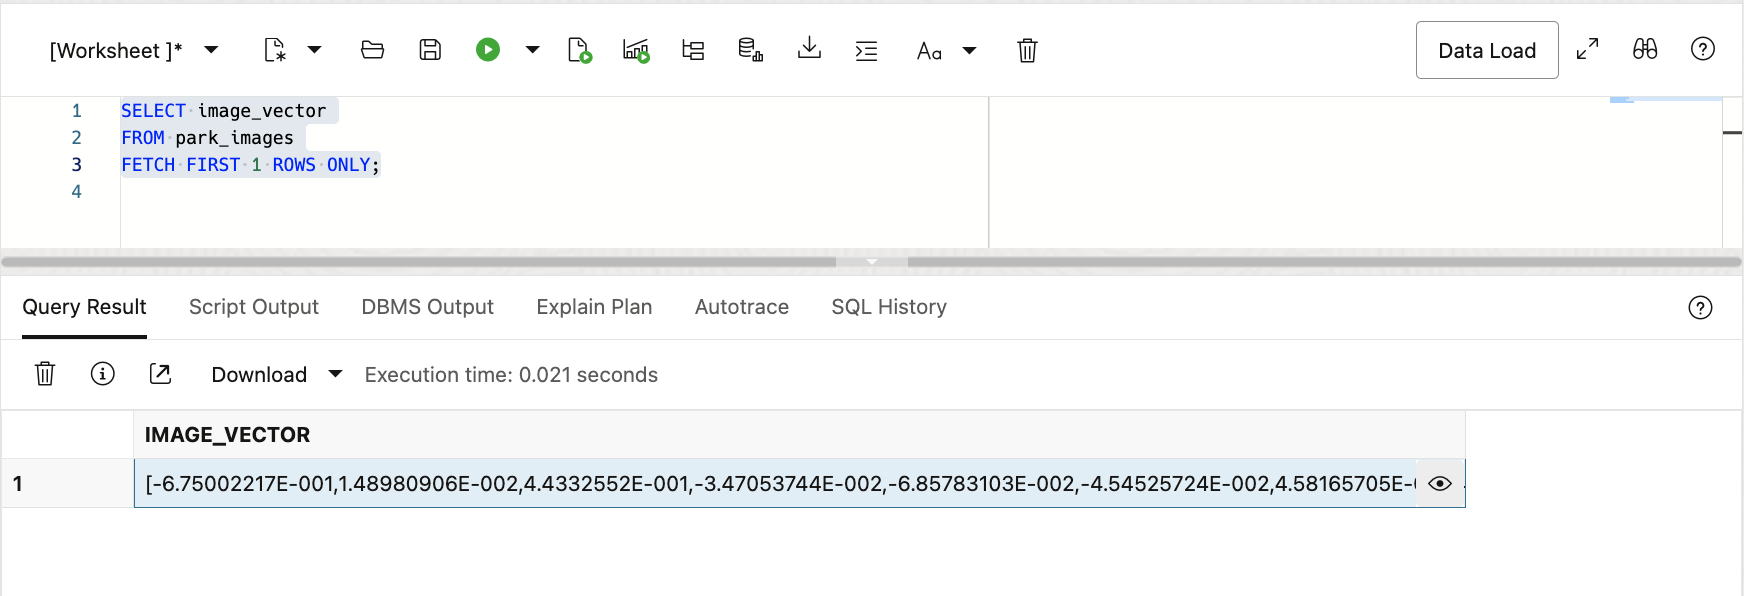 [Worksheet ]*
Aa
Data Load
1 SELECT image_vector
2 FROM park_images
3 FETCH FIRST 1 ROWS ONLY;
4
Query Result Script Output DBMS Output Explain Plan Autotrace SQL History
Download Execution time: 0.021 seconds
IMAGE_VECTOR
1 [-6.75002217E-001,1.48980906E-002,4.4332552E-001,-3.47053744E-002,-6.85783103E-002,-4.54525724E-002,4.58165705E-